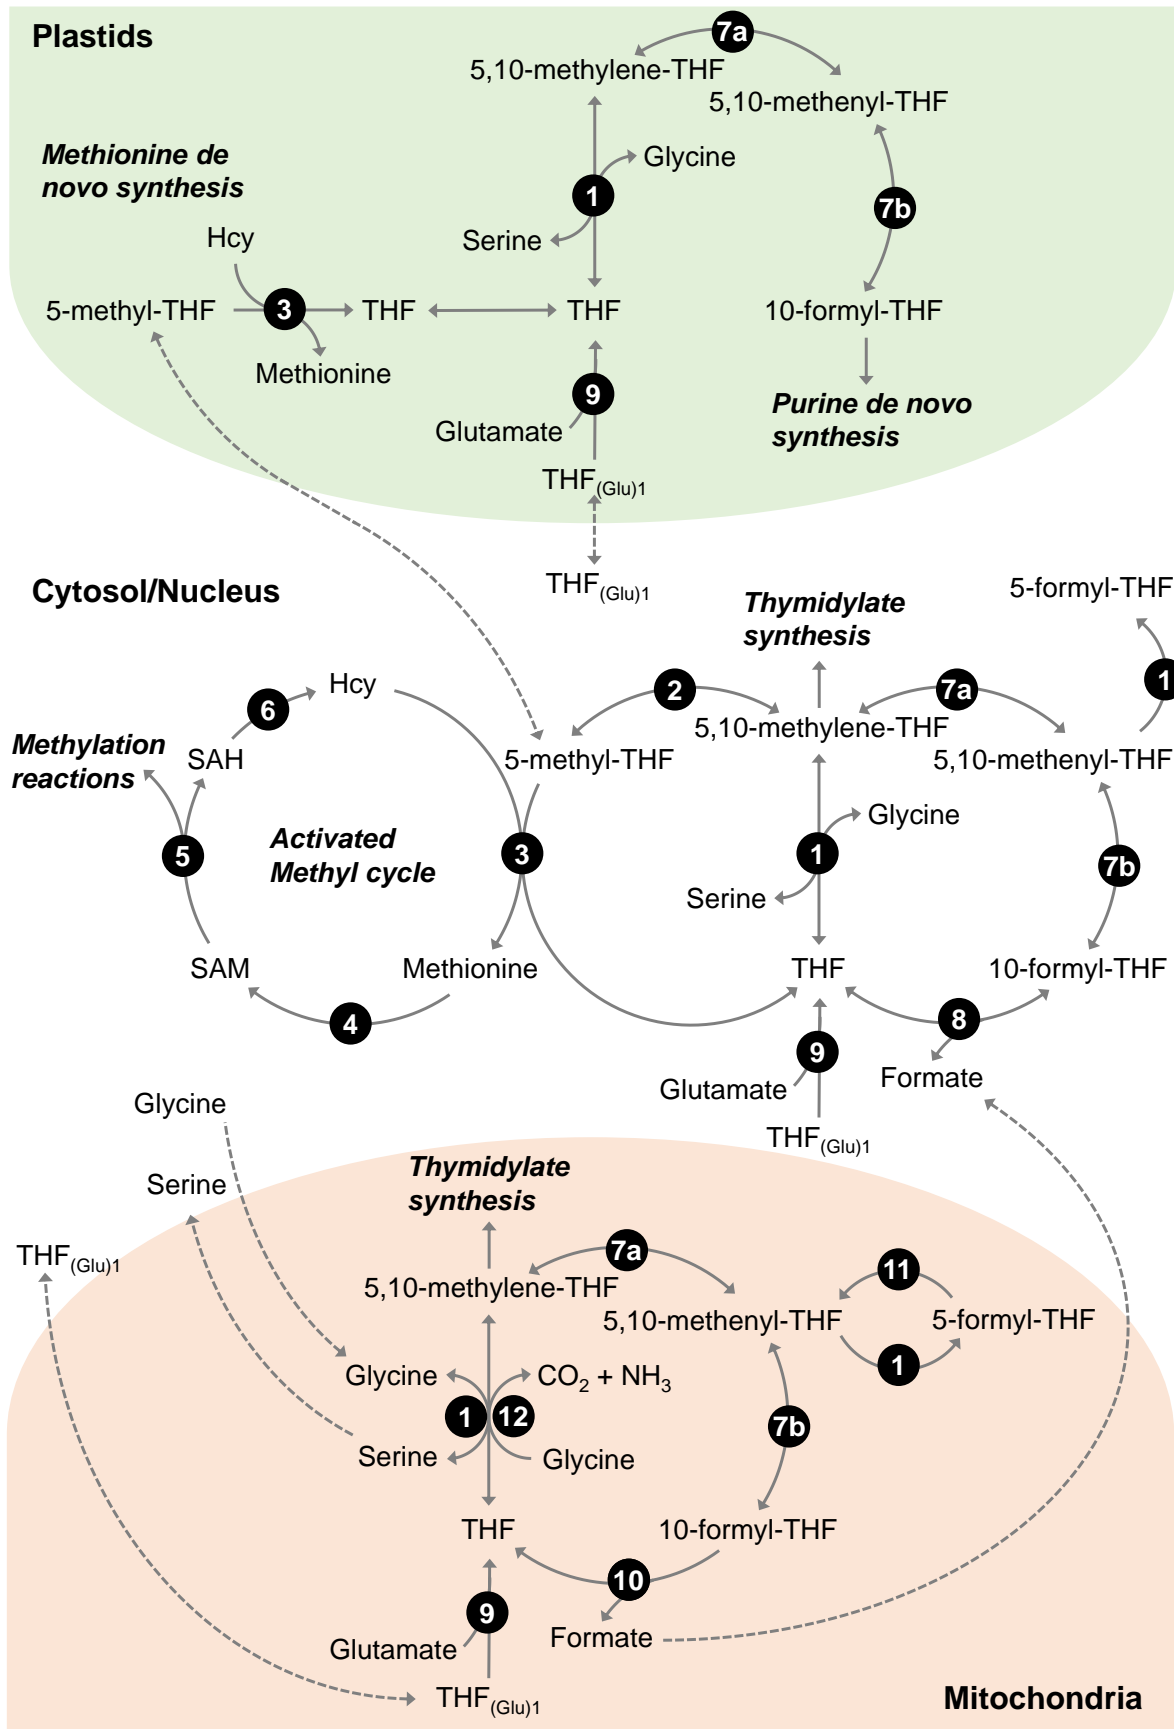 Plastids
7a
5,10-methylene-THF
5,10-methenyl-THF
Methionine de
novo synthesis
Glycine
1
7b
Hcy
Serine
5-methyl-THF
3
THF
THF
10-formyl-THF
Methionine
9
Purine de novo
synthesis
Glutamate
THF(Glu)1
Cytosol/Nucleus
THF(Glu)1
5-formyl-THF
Thymidylate
synthesis
Hcy
2
7a
1
6
5,10-methylene-THF
Methylation
reactions
SAH
5-methyl-THF
5,10-methenyl-THF
Glycine
Activated
Methyl cycle
5
3
1
7b
Serine
SAM
Methionine
THF
10-formyl-THF
4
8
9
Formate
Glutamate
Glycine
THF(Glu)1
Thymidylate
synthesis
Serine
THF(Glu)1
7a
11
5,10-methylene-THF
5,10-methenyl-THF
5-formyl-THF
Glycine
CO2 + NH3
1
1
12
7b
Serine
Glycine
THF
10-formyl-THF
10
9
Glutamate
Formate
THF(Glu)1
Mitochondria